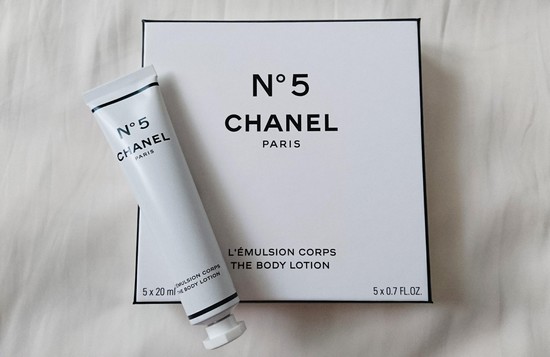 N°5
CHANEL
PARIS
L'ÉMULSION CORPS
THE BODY LOTION
5 x 20 ml
5 x 0.7 FL.OZ.
N°5
CHANEL
PARIS
ÉMULSION CORPS
THE BODY LOTION